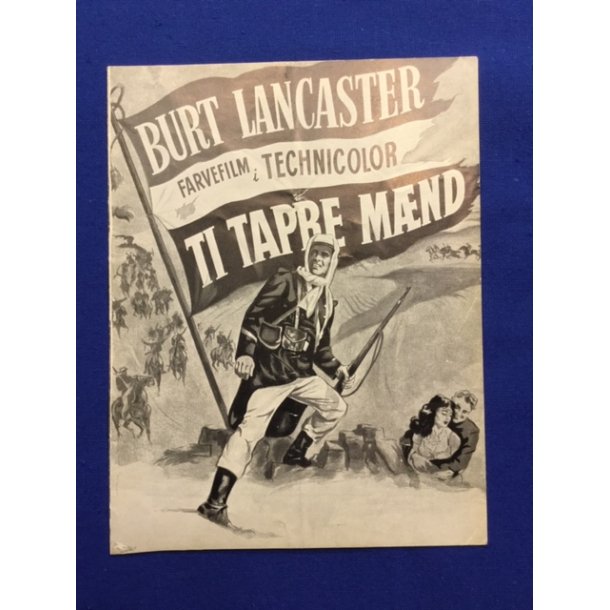 BURT LANCASTER
FARVEFILM i TECHNICOLOR
TI TAPRE MÆND